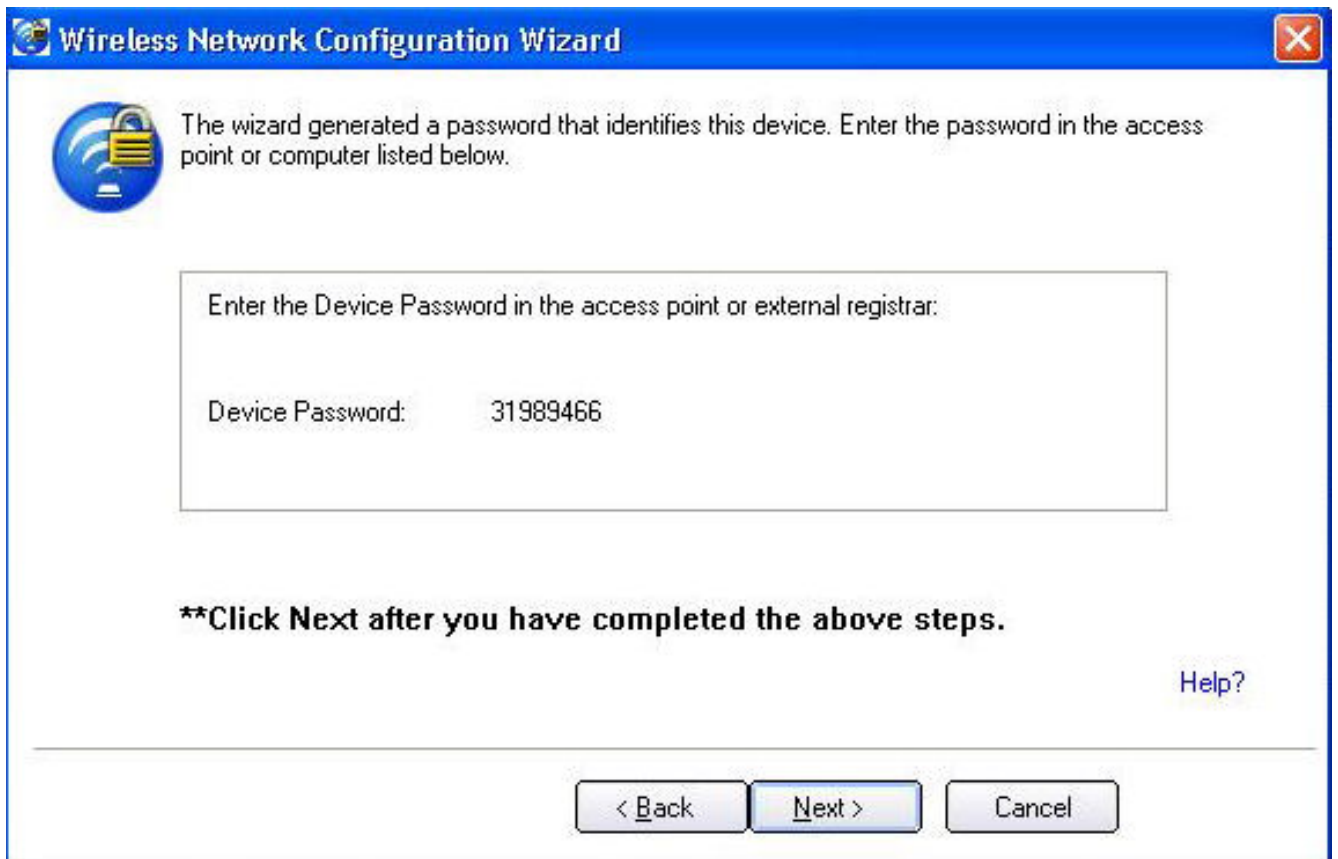 Wireless Network Configuration Wizard
The wizard generated a password that identifies this device. Enter the password in the access
point or computer listed below.
Enter the Device Password in the access point or external registrar:
Device Password: 31989466
**Click Next after you have completed the above steps.
Help?
< Back Next > Cancel